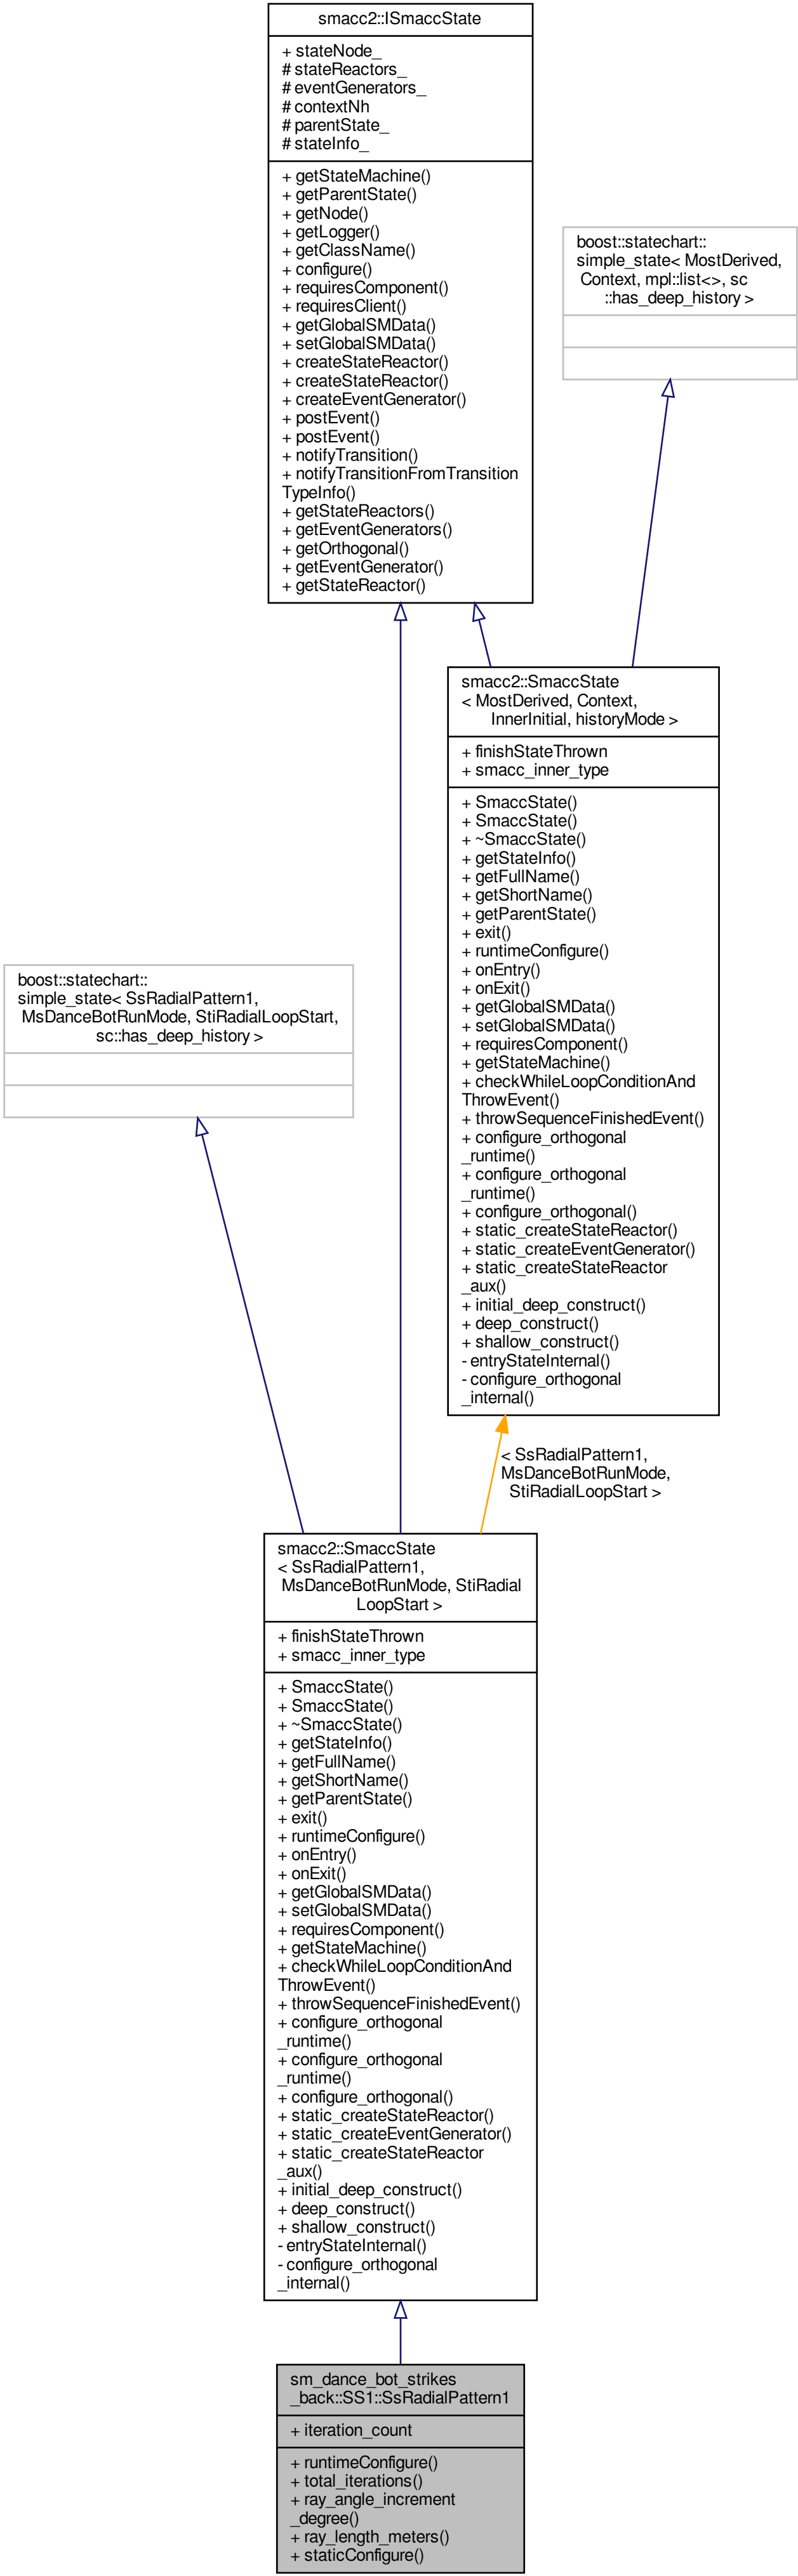 smacc2::ISmaccState
+ stateNode_
# stateReactors_
# eventGenerators_
# contextNh
# parentState_
# stateInfo_
+ getStateMachine()
+ getParentState()
+ getNode()
+ getLogger()
+ getClassName()
+ configure()
+ requiresComponent()
+ requiresClient()
+ getGlobalSMData()
+ setGlobalSMData()
+ createStateReactor()
+ createStateReactor()
+ createEventGenerator()
+ postEvent()
+ postEvent()
+ notifyTransition()
+ notifyTransitionFromTransition
TypeInfo()
+ getStateReactors()
+ getEventGenerators()
+ getOrthogonal()
+ getEventGenerator()
+ getStateReactor()
boost::statechart::
simple_state< MostDerived,
Context, mpl::list<>, sc
::has_deep_history >
smacc2::SmaccState
< MostDerived, Context,
InnerInitial, historyMode >
+ finishStateThrown
+ smacc_inner_type
+ SmaccState()
+ SmaccState()
+ ~SmaccState()
+ getStateInfo()
+ getFullName()
+ getShortName()
+ getParentState()
+ exit()
+ runtimeConfigure()
+ onEntry()
+ onExit()
+ getGlobalSMData()
+ setGlobalSMData()
+ requiresComponent()
+ getStateMachine()
+ checkWhileLoopConditionAnd
ThrowEvent()
+ throwSequenceFinishedEvent()
+ configure_orthogonal
_runtime()
+ configure_orthogonal
_runtime()
+ configure_orthogonal()
+ static_createStateReactor()
+ static_createEventGenerator()
+ static_createStateReactor
_aux()
+ initial_deep_construct()
+ deep_construct()
+ shallow_construct()
- entryStateInternal()
- configure_orthogonal
_internal()
boost::statechart::
simple_state< SsRadialPattern1,
MsDanceBotRunMode, StiRadialLoopStart,
sc::has_deep_history >
< SsRadialPattern1,
MsDanceBotRunMode,
StiRadialLoopStart >
smacc2::SmaccState
< SsRadialPattern1,
MsDanceBotRunMode, StiRadial
LoopStart >
+ finishStateThrown
+ smacc_inner_type
+ SmaccState()
+ SmaccState()
+ ~SmaccState()
+ getStateInfo()
+ getFullName()
+ getShortName()
+ getParentState()
+ exit()
+ runtimeConfigure()
+ onEntry()
+ onExit()
+ getGlobalSMData()
+ setGlobalSMData()
+ requiresComponent()
+ getStateMachine()
+ checkWhileLoopConditionAnd
ThrowEvent()
+ throwSequenceFinishedEvent()
+ configure_orthogonal
_runtime()
+ configure_orthogonal
_runtime()
+ configure_orthogonal()
+ static_createStateReactor()
+ static_createEventGenerator()
+ static_createStateReactor
_aux()
+ initial_deep_construct()
+ deep_construct()
+ shallow_construct()
- entryStateInternal()
- configure_orthogonal
_internal()
sm_dance_bot_strikes
_back::SS1::SsRadialPattern1
+ iteration_count
+ runtimeConfigure()
+ total_iterations()
+ ray_angle_increment
_degree()
+ ray_length_meters()
+ staticConfigure()